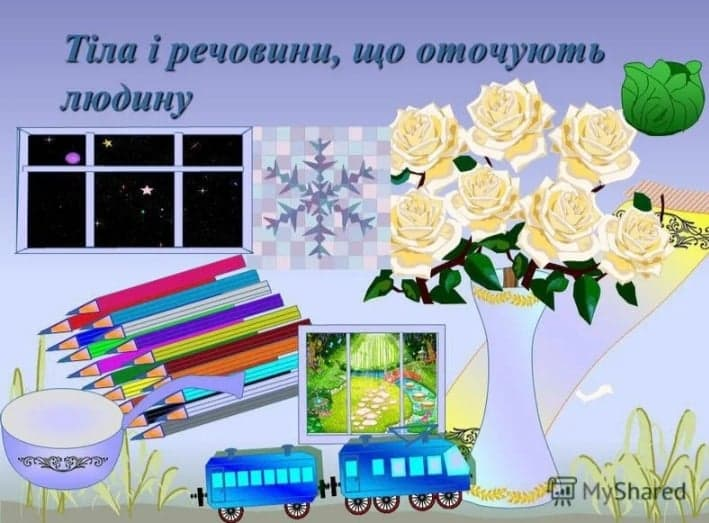 Тіла і речовини, що оточують
людину
MyShared